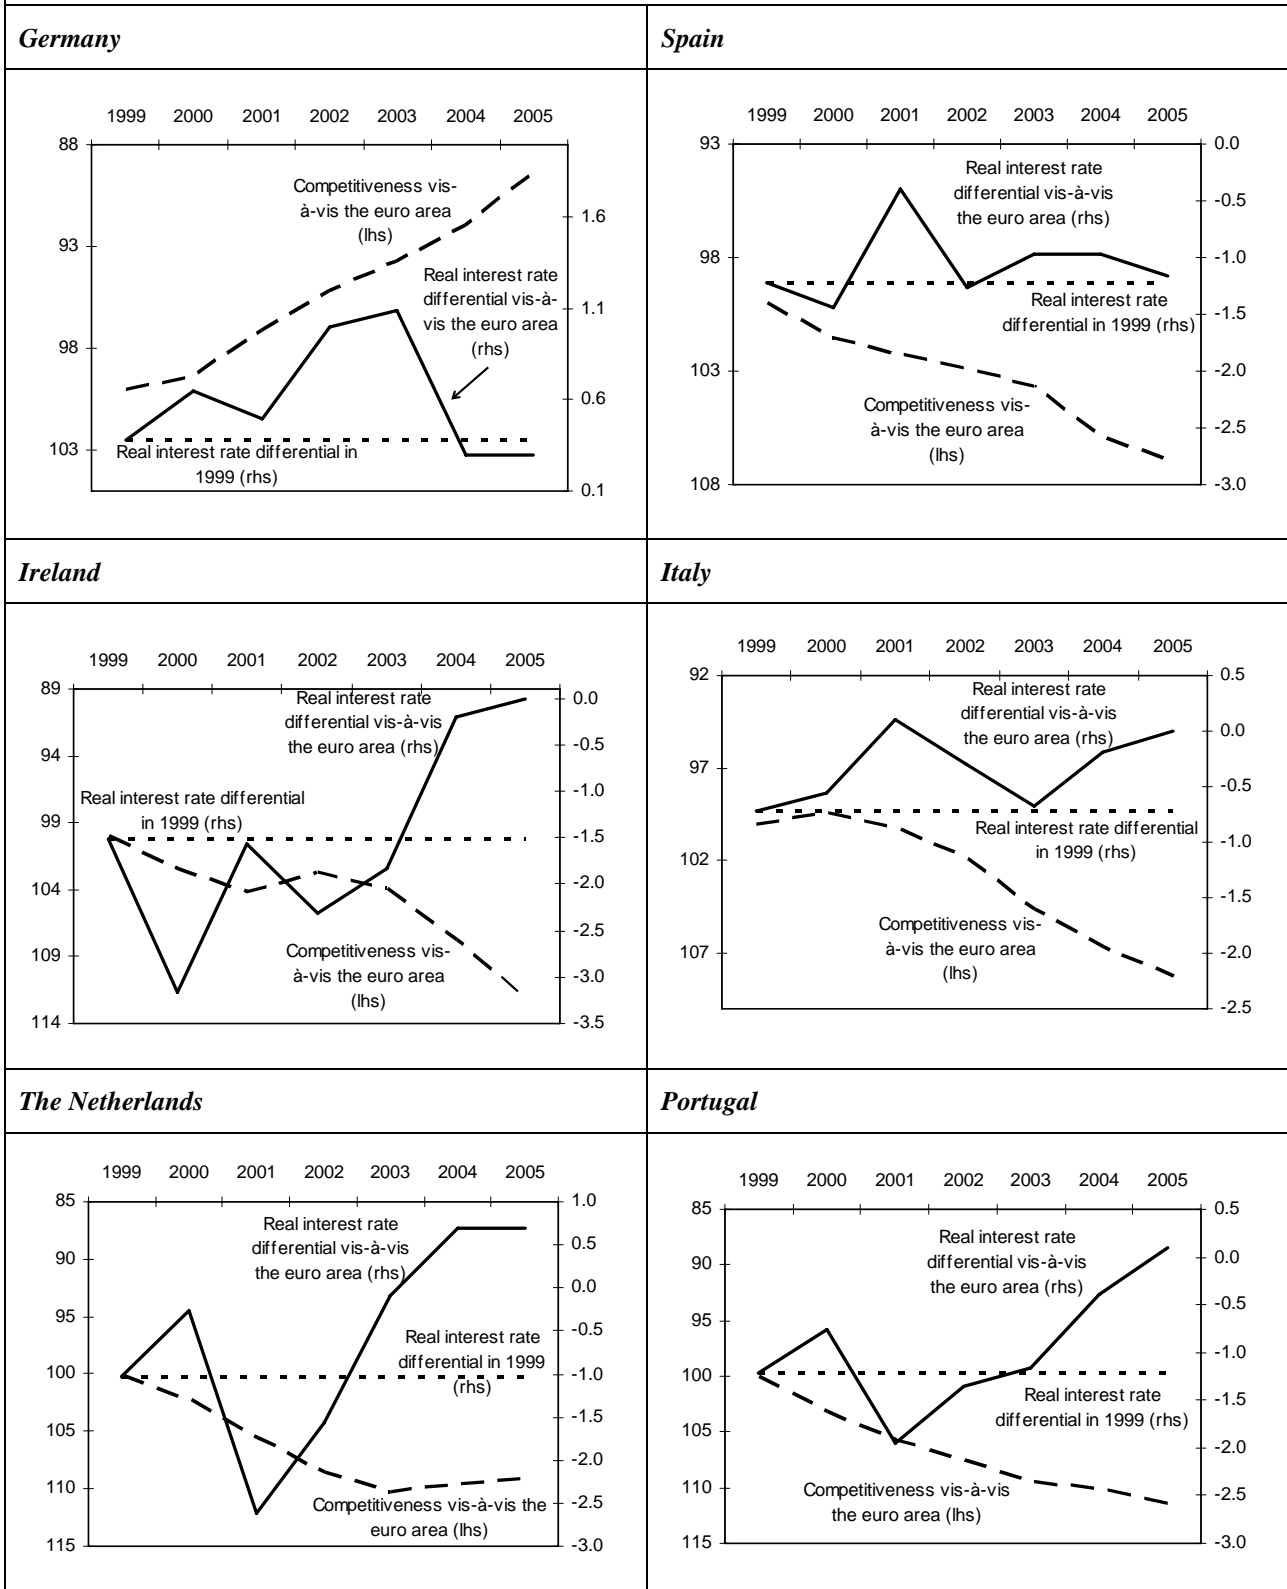 Germany
Spain
1999 2000 2001 2002 2003 2004 2005
88
93
98
103
Competitiveness vis-
à-vis the euro area
(lhs)
Real interest rate
differential vis-à-
vis the euro area
(rhs)
Real interest rate differential in
1999 (rhs)
1.6
1.1
0.6
0.1
1999 2000 2001 2002 2003 2004 2005
93
98
103
108
Real interest rate
differential vis-à-vis
the euro area (rhs)
Real interest rate
differential in 1999 (rhs)
Competitiveness vis-
à-vis the euro area
(lhs)
0.0
-0.5
-1.0
-1.5
-2.0
-2.5
-3.0
Ireland
Italy
1999 2000 2001 2002 2003 2004 2005
89
94
99
104
109
114
Real interest rate
differential vis-à-vis
the euro area (rhs)
Real interest rate differential
in 1999 (rhs)
Competitiveness vis-
à-vis the euro area
(lhs)
0.0
-0.5
-1.0
-1.5
-2.0
-2.5
-3.0
-3.5
1999 2000 2001 2002 2003 2004 2005
92
97
102
107
Real interest rate
differential vis-à-vis
the euro area (rhs)
Real interest rate differential
in 1999 (rhs)
Competitiveness vis-
à-vis the euro area
(lhs)
0.5
0.0
-0.5
-1.0
-1.5
-2.0
-2.5
The Netherlands
Portugal
1999 2000 2001 2002 2003 2004 2005
85
90
95
100
105
110
115
Real interest rate
differential vis-à-vis
the euro area (rhs)
Real interest rate
differential in 1999
(rhs)
Competitiveness vis-à-vis the
euro area (lhs)
1.0
0.5
0.0
-0.5
-1.0
-1.5
-2.0
-2.5
-3.0
1999 2000 2001 2002 2003 2004 2005
85
90
95
100
105
110
115
Real interest rate
differential vis-à-vis
the euro area (rhs)
Real interest rate
differential in 1999 (rhs)
Competitiveness vis-à-vis
the euro area (lhs)
0.5
0.0
-0.5
-1.0
-1.5
-2.0
-2.5
-3.0